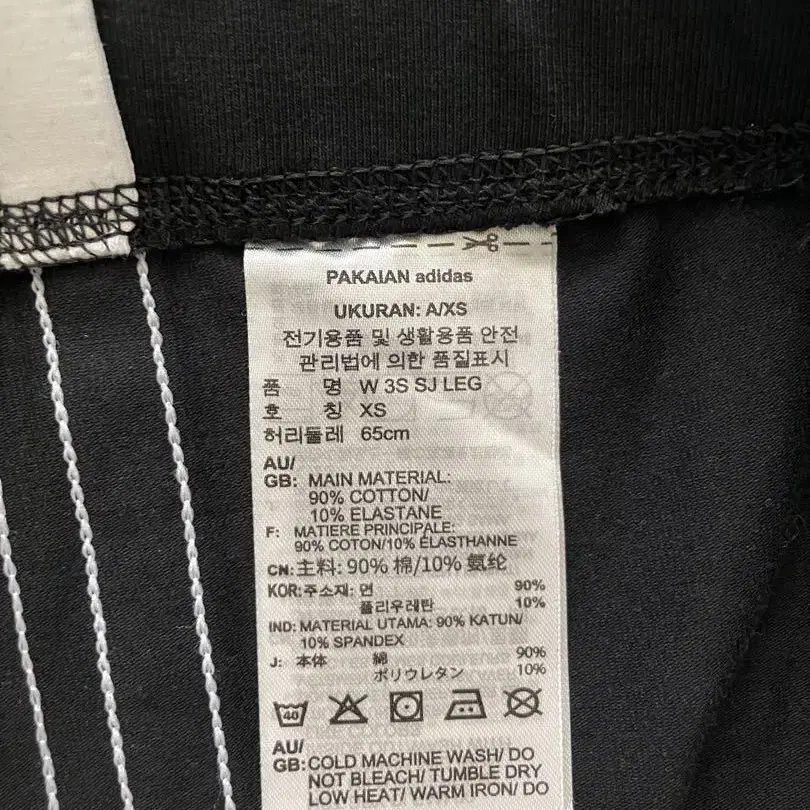 PAKAIAN adidas
UKURAN: A/XS
전기용품 및 생활용품 안전
관리법에 의한 품질표시
품 명 W 3S SJ LEG
호 칭 XS
허리둘레 65cm
AU/
GB: MAIN MATERIAL:
90% COTTON/
10% ELASTANE
F: MATIERE PRINCIPALE:
90% COTON/10% ÉLASTHANNE
CN: 主料: 90% 棉/10% 氨纶
KOR: 주소재: 면 90%
폴리우레탄 10%
IND: MATERIAL UTAMA: 90% KATUN/
10% SPANDEX
J: 本体 綿 90%
ポリウレタン 10%
40
AU/
GB: COLD MACHINE WASH/ DO
NOT BLEACH/ TUMBLE DRY
LOW HEAT/ WARM IRON/ DO